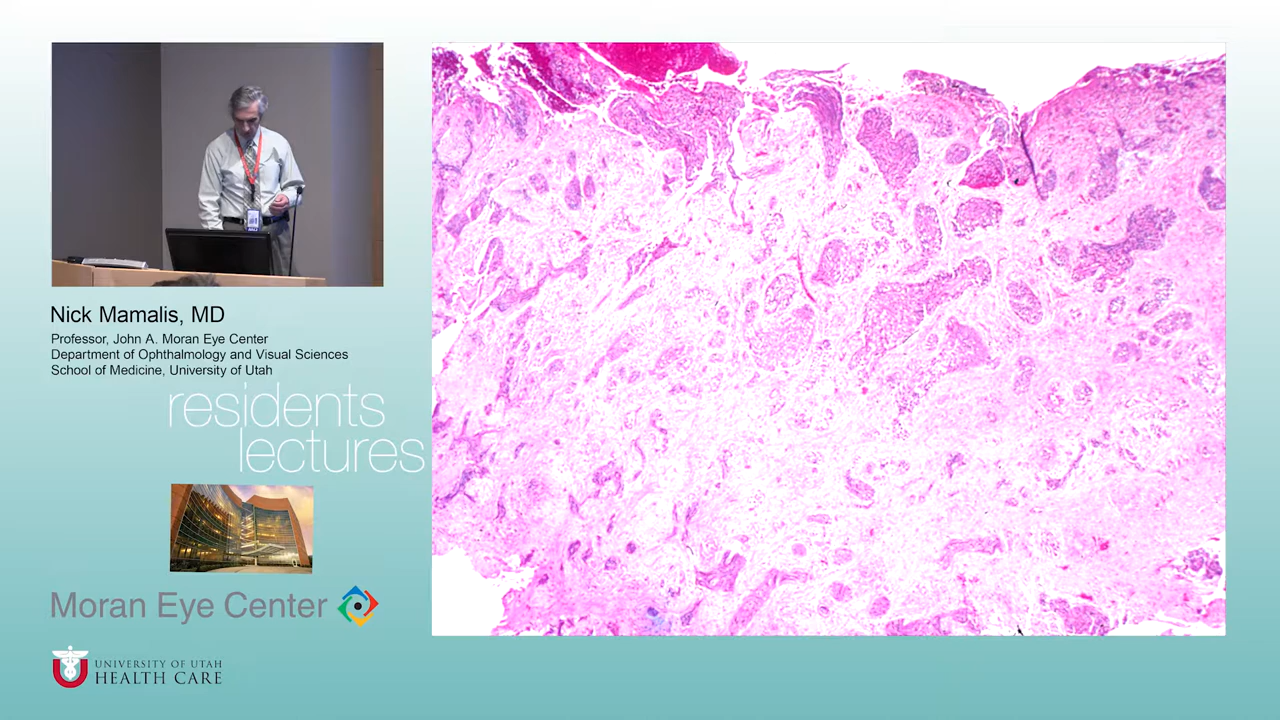 Nick Mamalis, MD
Professor, John A. Moran Eye Center
Department of Ophthalmology and Visual Sciences
School of Medicine, University of Utah
residents
lectures
Moran Eye Center
UNIVERSITY OF UTAH
HEALTH CARE